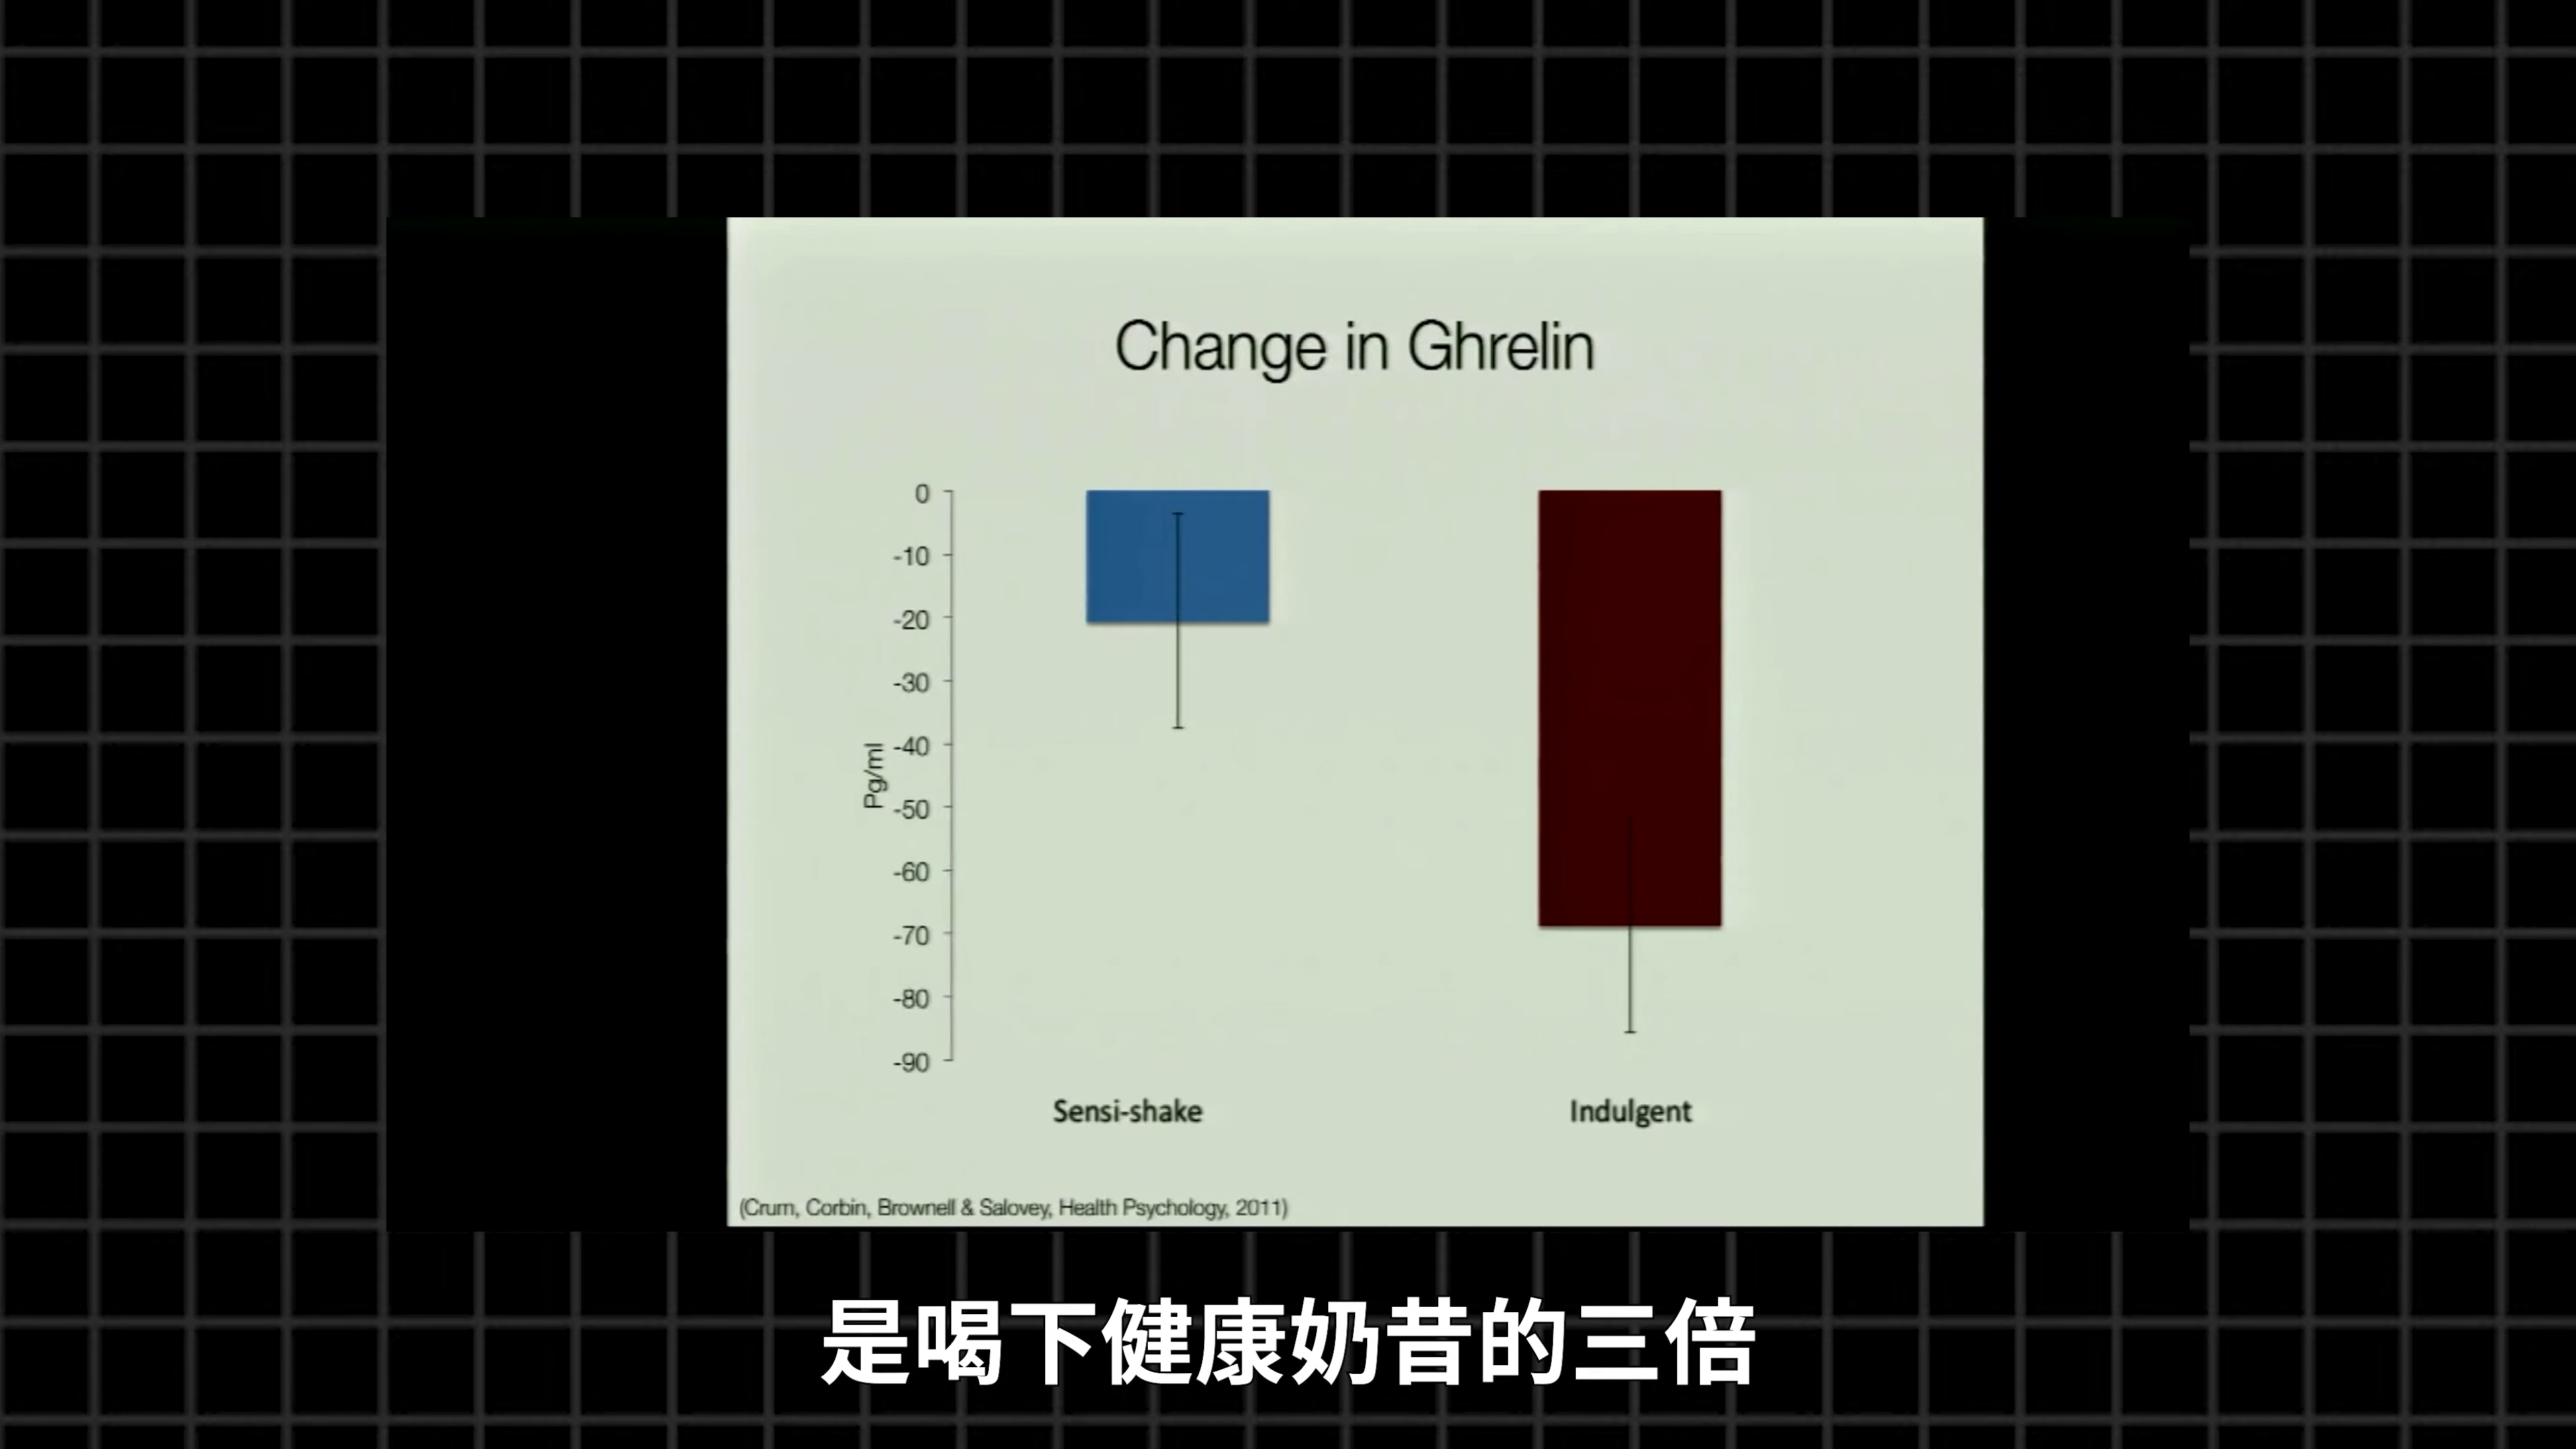 Change in Ghrelin
0
-10
-20
-30
-40
-50
-60
-70
-80
-90
Pg/ml
Sensi-shake
Indulgent
(Crum, Corbin, Brownell & Salovey, Health Psychology, 2011)
是喝下健康奶昔的三倍